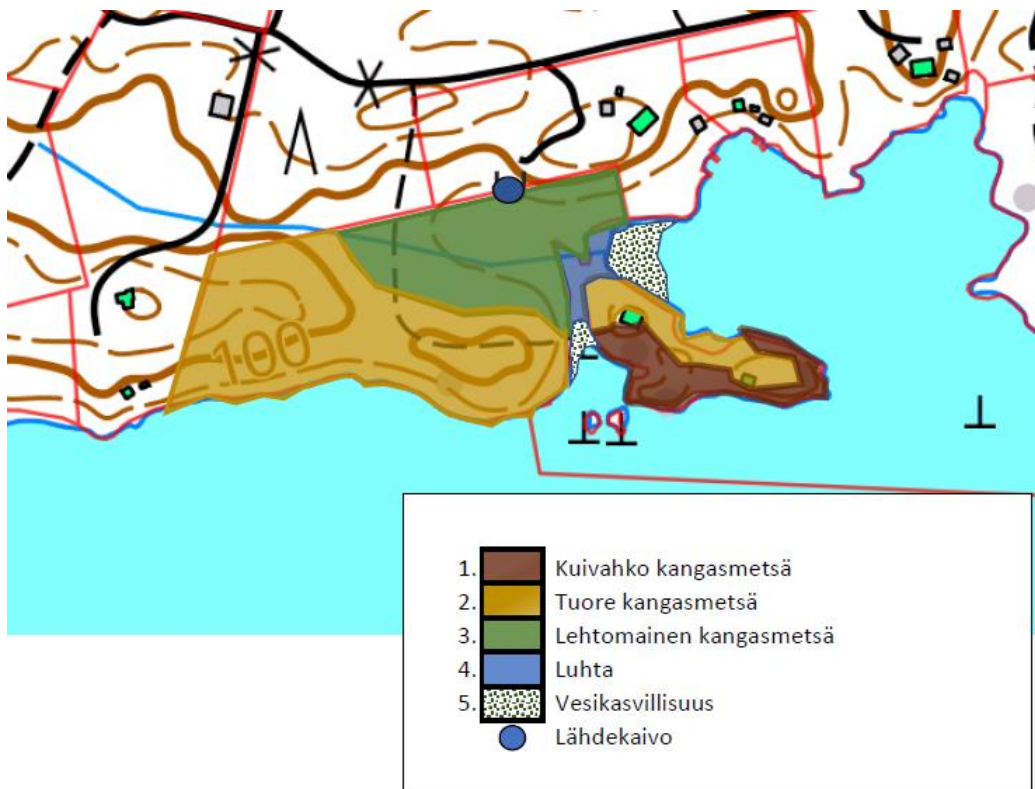 100
1. Kuivahko kangasmetsä
2. Tuore kangasmetsä
3. Lehtomainen kangasmetsä
4. Luhta
5. Vesikasvillisuus
Lähdekaivo